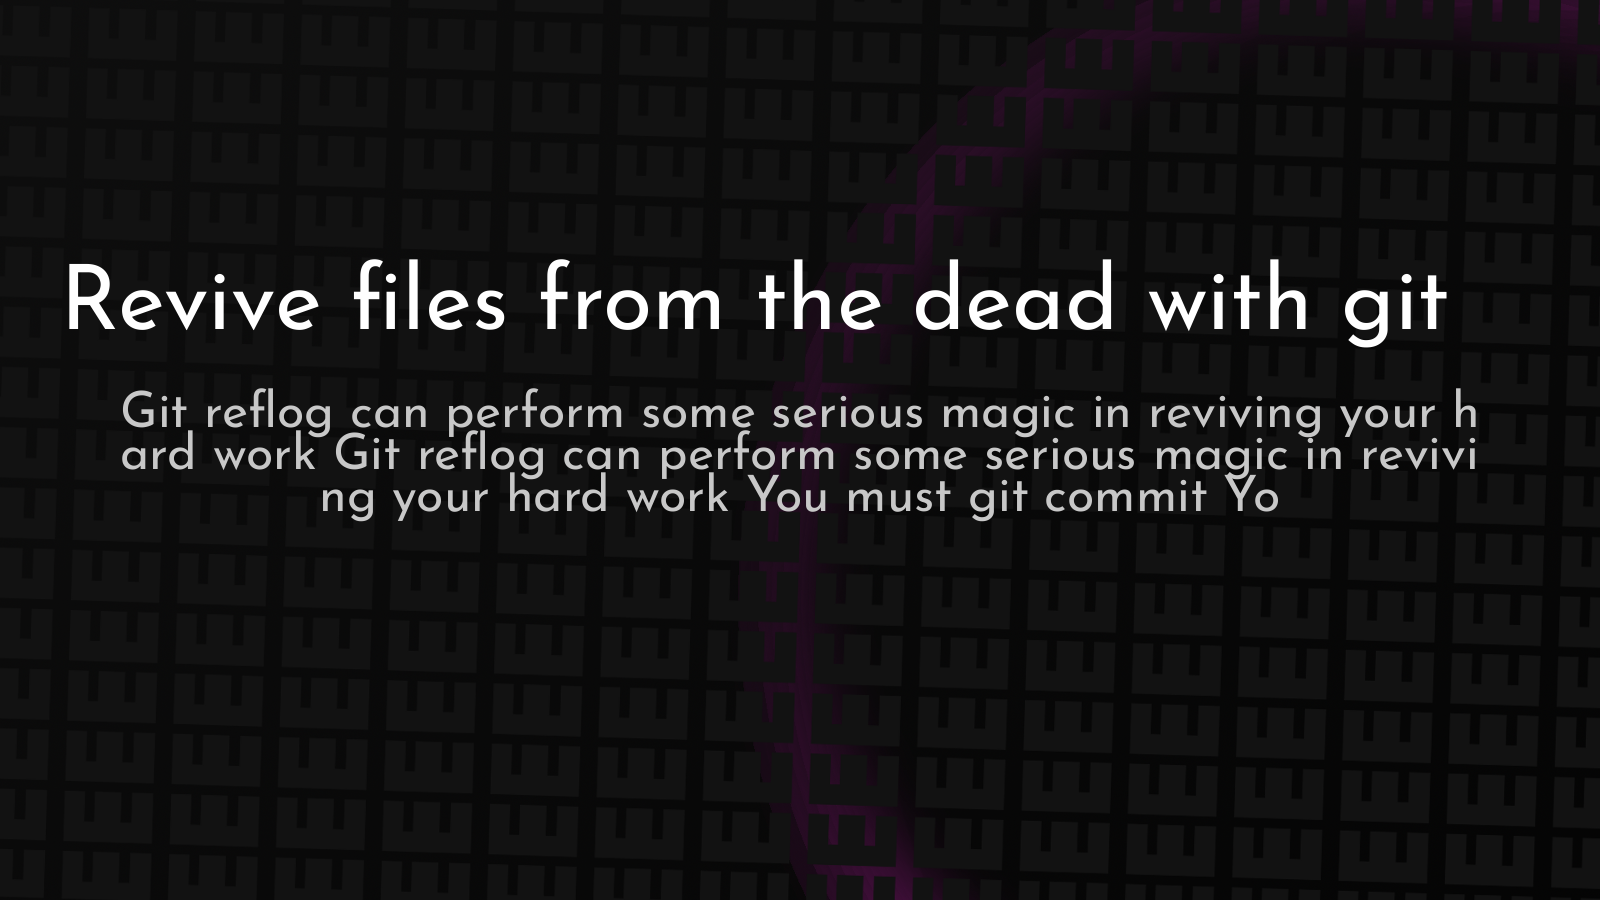 Revive files from the dead with git
Git reflog can perform some serious magic in reviving your h
ard work Git reflog can perform some serious magic in revivi
ng your hard work You must git commit Yo